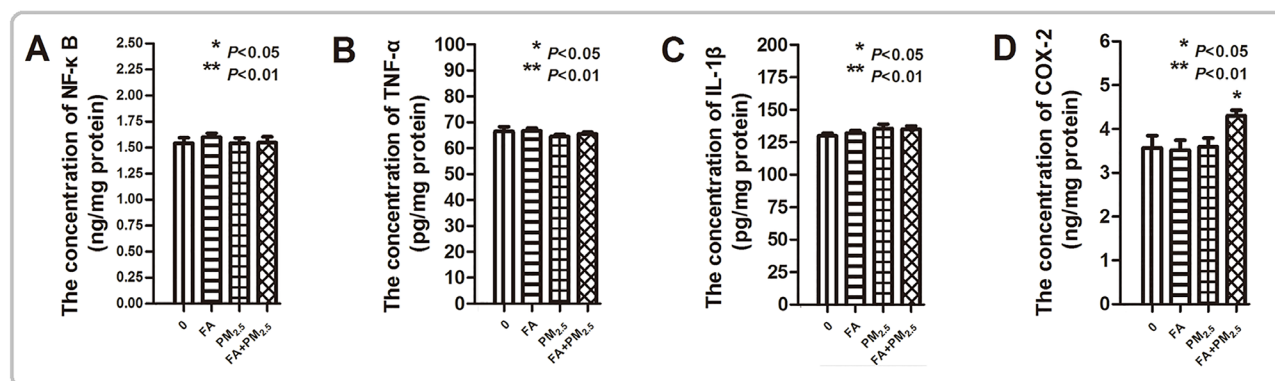 A
The concentration of NF-κ B
(ng/mg protein)
2.50
2.25
2.00
1.75
1.50
1.25
1.00
0.75
0.50
0.25
0.00
* P<0.05
** P<0.01
0
FA
PM2.5
FA+PM2.5
B
The concentration of TNF-α
(pg/mg protein)
100
90
80
70
60
50
40
30
20
10
0
* P<0.05
** P<0.01
0
FA
PM2.5
FA+PM2.5
C
The concentration of IL-1β
(pg/mg protein)
200
175
150
125
100
75
50
25
0
* P<0.05
** P<0.01
0
FA
PM2.5
FA+PM2.5
D
The concentration of COX-2
(ng/mg protein)
6
5
4
3
2
1
0
* P<0.05
** P<0.01
*
0
FA
PM2.5
FA+PM2.5